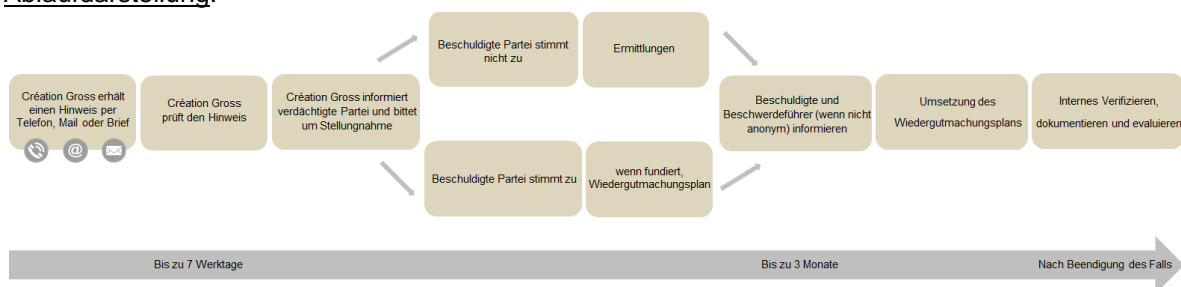 Ablaufdarstellung:
Création Gross erhält
einen Hinweis per
Telefon, Mail oder Brief
Création Gross
prüft den Hinweis
Création Gross informiert
verdächtigte Partei und bittet
um Stellungnahme
Beschuldigte Partei stimmt
nicht zu
Ermittlungen
Beschuldigte Partei stimmt zu
wenn fundiert,
Wiedergutmachungsplan
Beschuldigte und
Beschwerdeführer (wenn nicht
anonym) informieren
Umsetzung des
Wiedergutmachungsplans
Internes Verifizieren,
dokumentieren und evaluieren
Bis zu 7 Werktage
Bis zu 3 Monate
Nach Beendigung des Falls